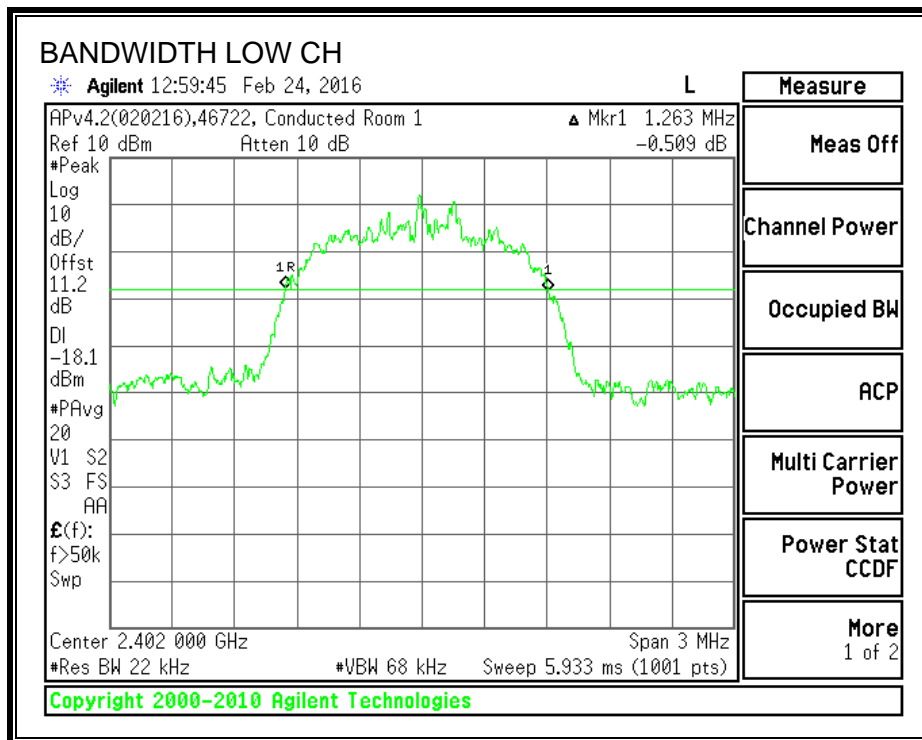 BANDWIDTH LOW CH
Agilent 12:59:45 Feb 24, 2016 L
APv4.2(020216),46722, Conducted Room 1 Δ Mkr1 1.263 MHz
Ref 10 dBm Atten 10 dB -0.509 dB
#Peak
Log
10
dB/
Offst
11.2
dB
DI
-18.1
dBm
#PAvg
20
V1 S2
S3 FS
AA
£(f):
f>50k
Swp
1R
1
Center 2.402 000 GHz Span 3 MHz
#Res BW 22 kHz #VBW 68 kHz Sweep 5.933 ms (1001 pts)
Copyright 2000-2010 Agilent Technologies
Measure
Meas Off
Channel Power
Occupied BW
ACP
Multi Carrier
Power
Power Stat
CCDF
More
1 of 2